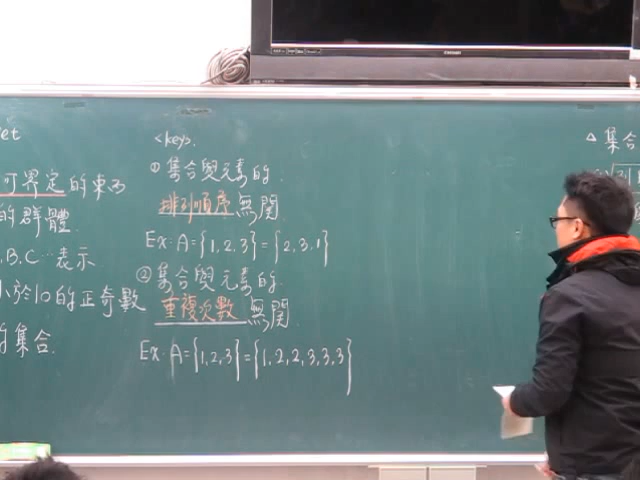 et
可界定的東西
的群體.
B.C…表示
小於10的正奇數
的集合.
<key>.
① 集合與元素的
排列順序無關.
Ex: A={1,2,3}={2,3,1}
② 集合與元素的.
重複次數無關.
Ex: A={1,2,3}={1,2,2,3,3,3}
△集合